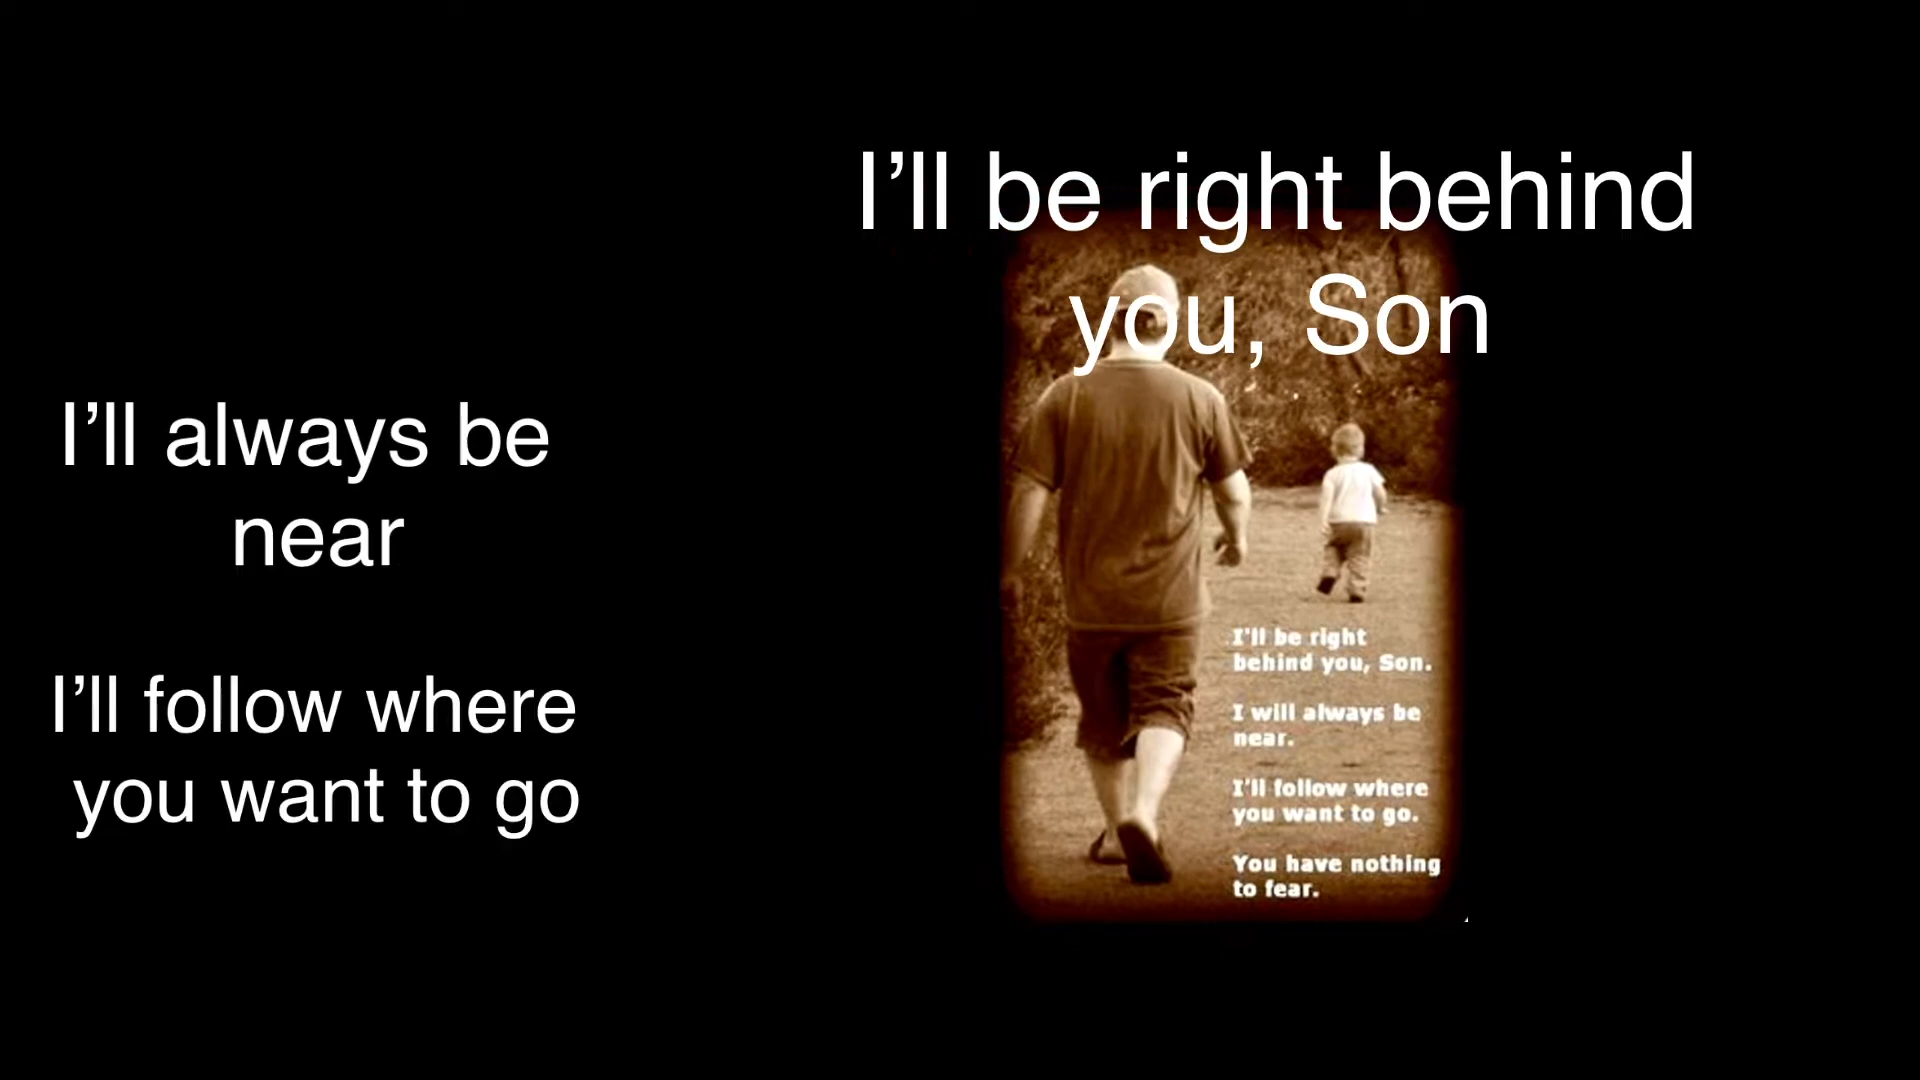 I’ll be right behind
you, Son
I’ll always be
near
I’ll follow where
you want to go
I'll be right
behind you, Son.
I will always be
near.
I'll follow where
you want to go.
You have nothing
to fear.